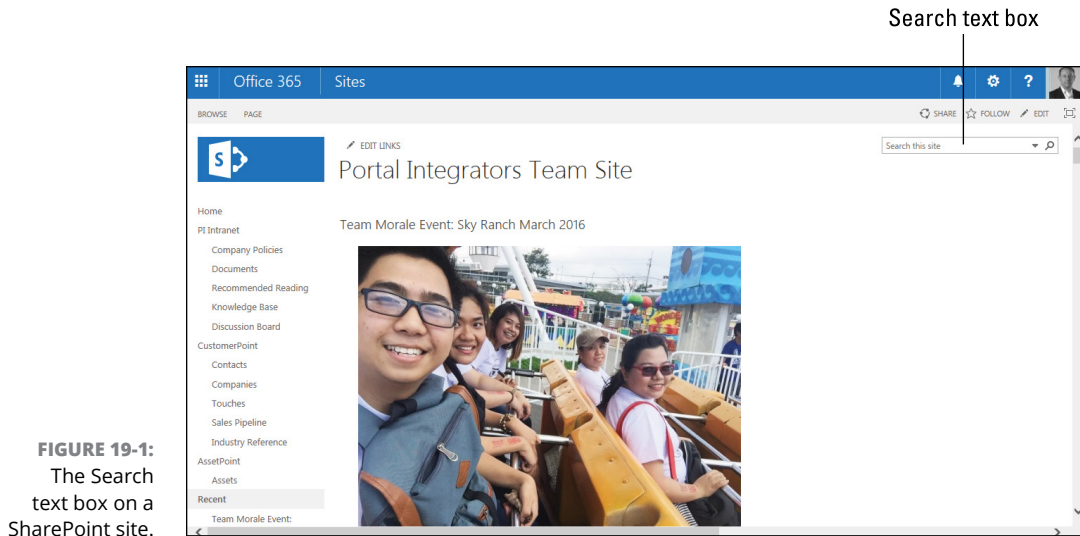 Search text box
Office 365 Sites
?
BROWSE PAGE
SHARE FOLLOW EDIT
S
EDIT LINKS
Search this site
Portal Integrators Team Site
Home
Team Morale Event: Sky Ranch March 2016
PI Intranet
Company Policies
Documents
Recommended Reading
Knowledge Base
Discussion Board
CustomerPoint
Contacts
Companies
Touches
Sales Pipeline
Industry Reference
AssetPoint
Assets
Recent
Team Morale Event:
FIGURE 19-1:
The Search
text box on a
SharePoint site.